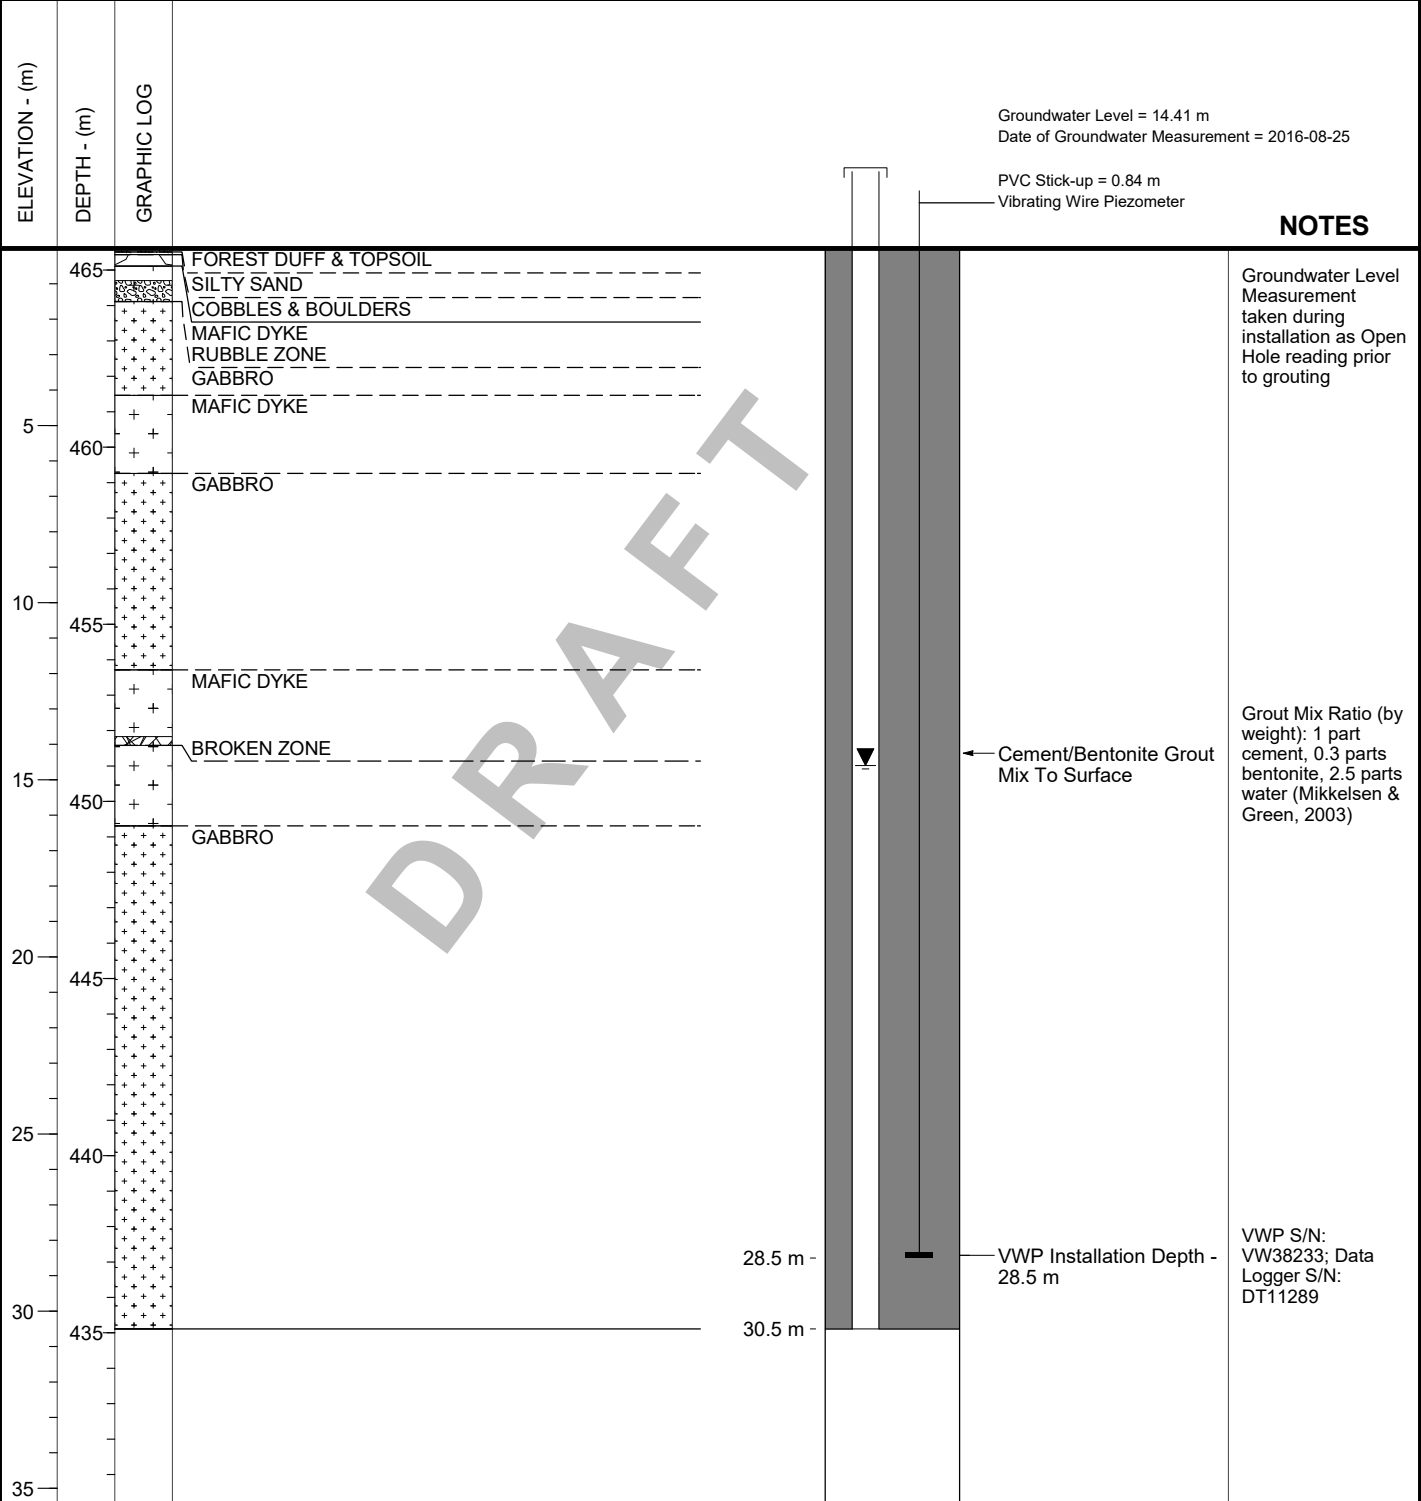 ELEVATION - (m)
DEPTH - (m)
GRAPHIC LOG
Groundwater Level = 14.41 m
Date of Groundwater Measurement = 2016-08-25
PVC Stick-up = 0.84 m
Vibrating Wire Piezometer
NOTES
FOREST DUFF & TOPSOIL
465
SILTY SAND
COBBLES & BOULDERS
MAFIC DYKE
RUBBLE ZONE
GABBRO
MAFIC DYKE
Groundwater Level
Measurement
taken during
installation as Open
Hole reading prior
to grouting
5
460
GABBRO
10
455
MAFIC DYKE
BROKEN ZONE
15
450
GABBRO
Cement/Bentonite Grout
Mix To Surface
Grout Mix Ratio (by
weight): 1 part
cement, 0.3 parts
bentonite, 2.5 parts
water (Mikkelsen &
Green, 2003)
DRAFT
20
445
25
440
28.5 m
VWP Installation Depth -
28.5 m
VWP S/N:
VW38233; Data
Logger S/N:
DT11289
30
435
30.5 m
35